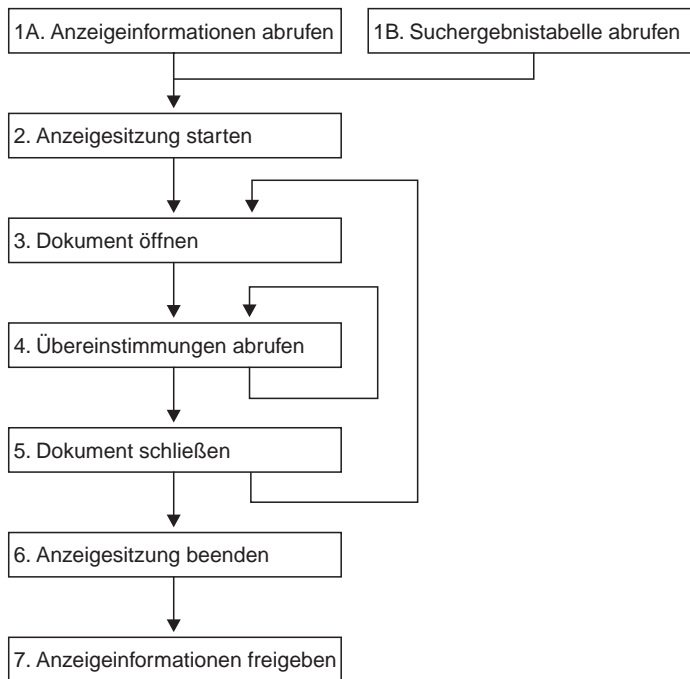 1A. Anzeigeinformationen abrufen
1B. Suchergebnistabelle abrufen
2. Anzeigesitzung starten
3. Dokument öffnen
4. Übereinstimmungen abrufen
5. Dokument schließen
6. Anzeigesitzung beenden
7. Anzeigeinformationen freigeben